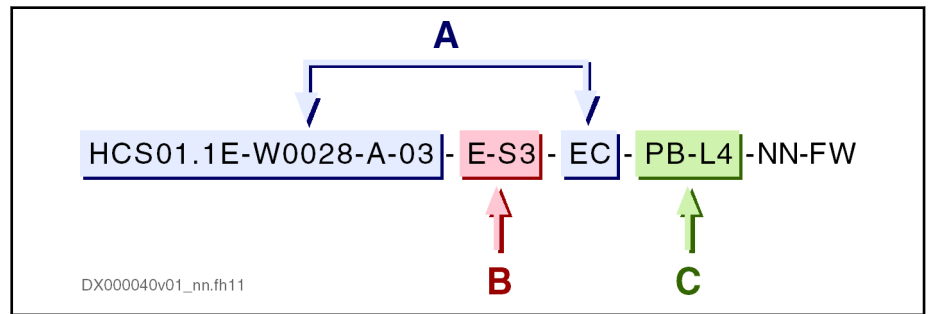 A
HCS01.1E-W0028-A-03 - E-S3 - EC - PB-L4 -NN-FW
B C
DX000040v01_nn.fh11